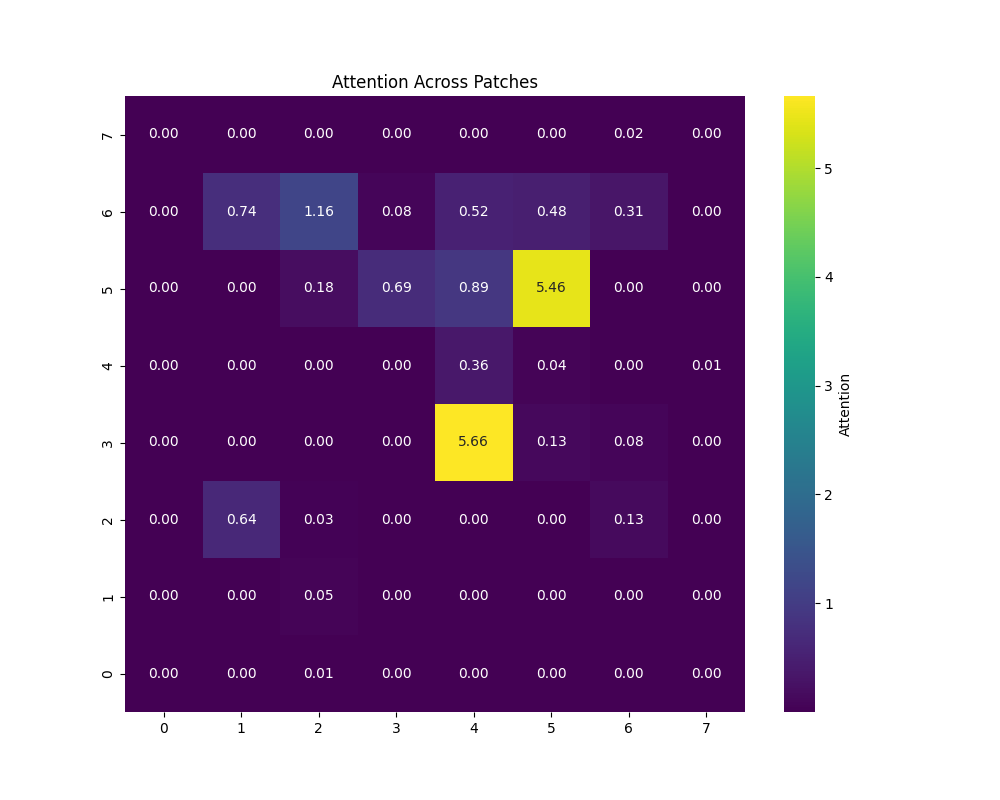 Attention Across Patches
7 0.00 0.00 0.00 0.00 0.00 0.00 0.02 0.00
6 0.00 0.74 1.16 0.08 0.52 0.48 0.31 0.00
5 0.00 0.00 0.18 0.69 0.89 5.46 0.00 0.00
4 0.00 0.00 0.00 0.00 0.36 0.04 0.00 0.01
3 0.00 0.00 0.00 0.00 5.66 0.13 0.08 0.00
2 0.00 0.64 0.03 0.00 0.00 0.00 0.13 0.00
1 0.00 0.00 0.05 0.00 0.00 0.00 0.00 0.00
0 0.00 0.00 0.01 0.00 0.00 0.00 0.00 0.00
0 1 2 3 4 5 6 7
5
4
3
2
1
Attention